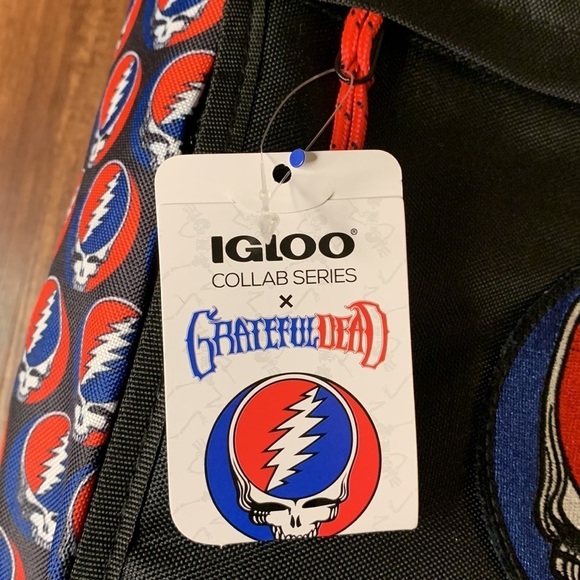 IGLOO®
COLLAB SERIES
×
GRATEFUL DEAD